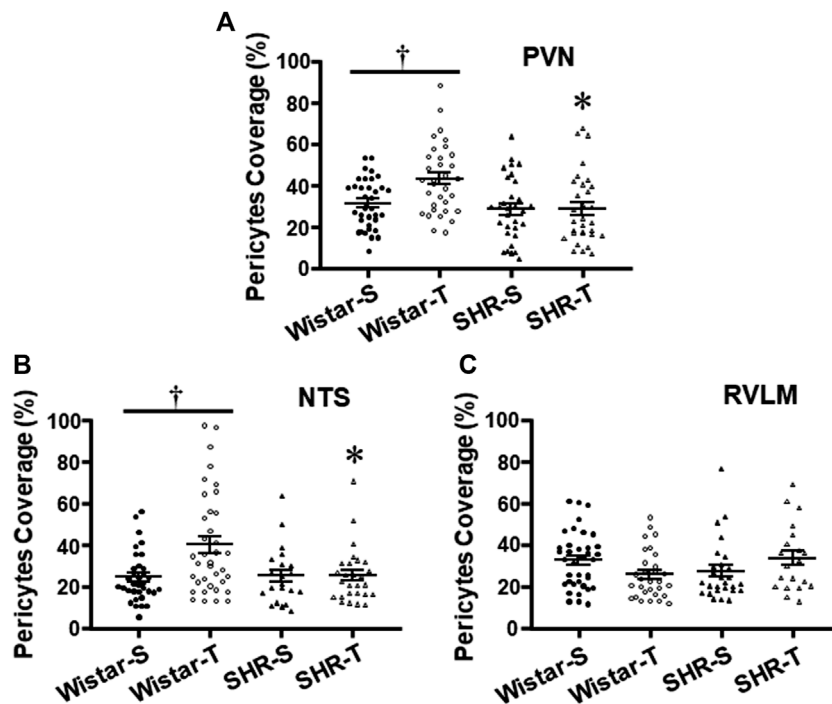 A
Pericytes Coverage (%)
100
80
60
40
20
0
†
PVN
*
Wistar-S
Wistar-T
SHR-S
SHR-T
B
Pericytes Coverage (%)
100
80
60
40
20
0
†
NTS
*
Wistar-S
Wistar-T
SHR-S
SHR-T
C
Pericytes Coverage (%)
100
80
60
40
20
0
RVLM
Wistar-S
Wistar-T
SHR-S
SHR-T